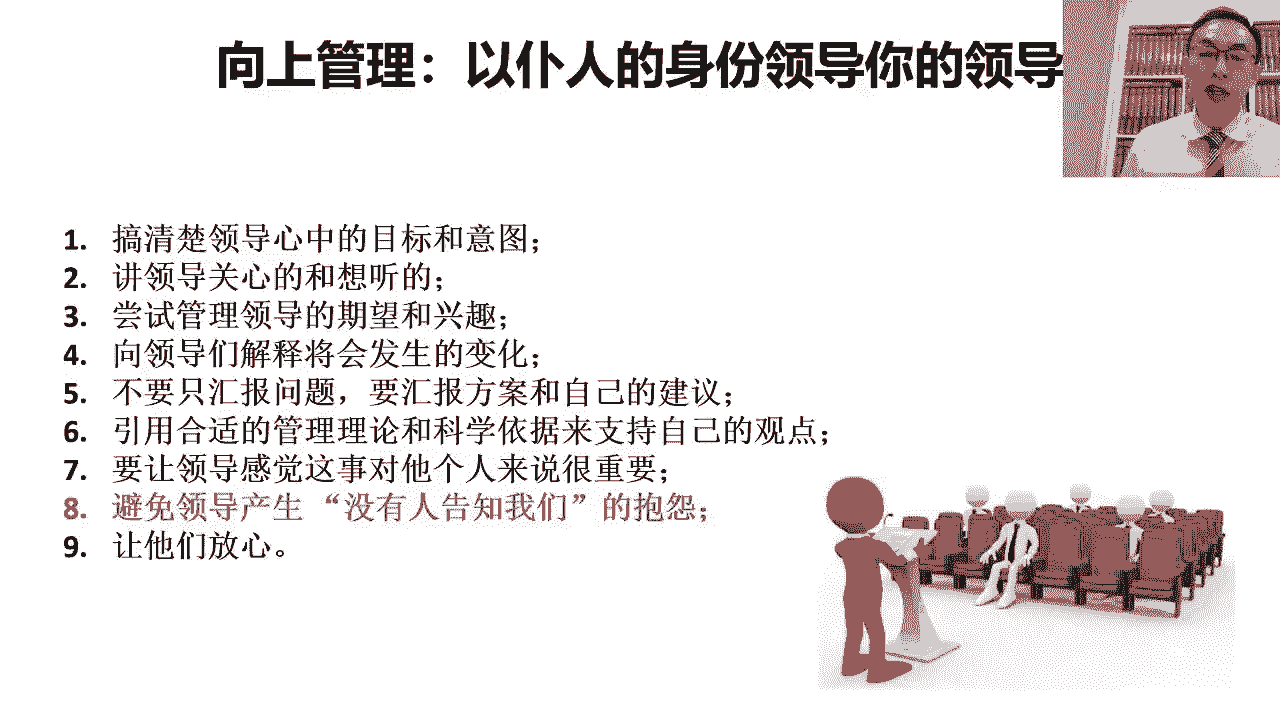 向上管理：以仆人的身份领导你的领导
1. 搞清楚领导心中的目标和意图；
2. 讲领导关心的和想听的；
3. 尝试管理领导的期望和兴趣；
4. 向领导们解释将会发生的变化；
5. 不要只汇报问题，要汇报方案和自己的建议；
6. 引用合适的管理理论和科学依据来支持自己的观点；
7. 要让领导感觉这事对他个人来说很重要；
8. 避免领导产生 “没有人告知我们” 的抱怨；
9. 让他们放心。